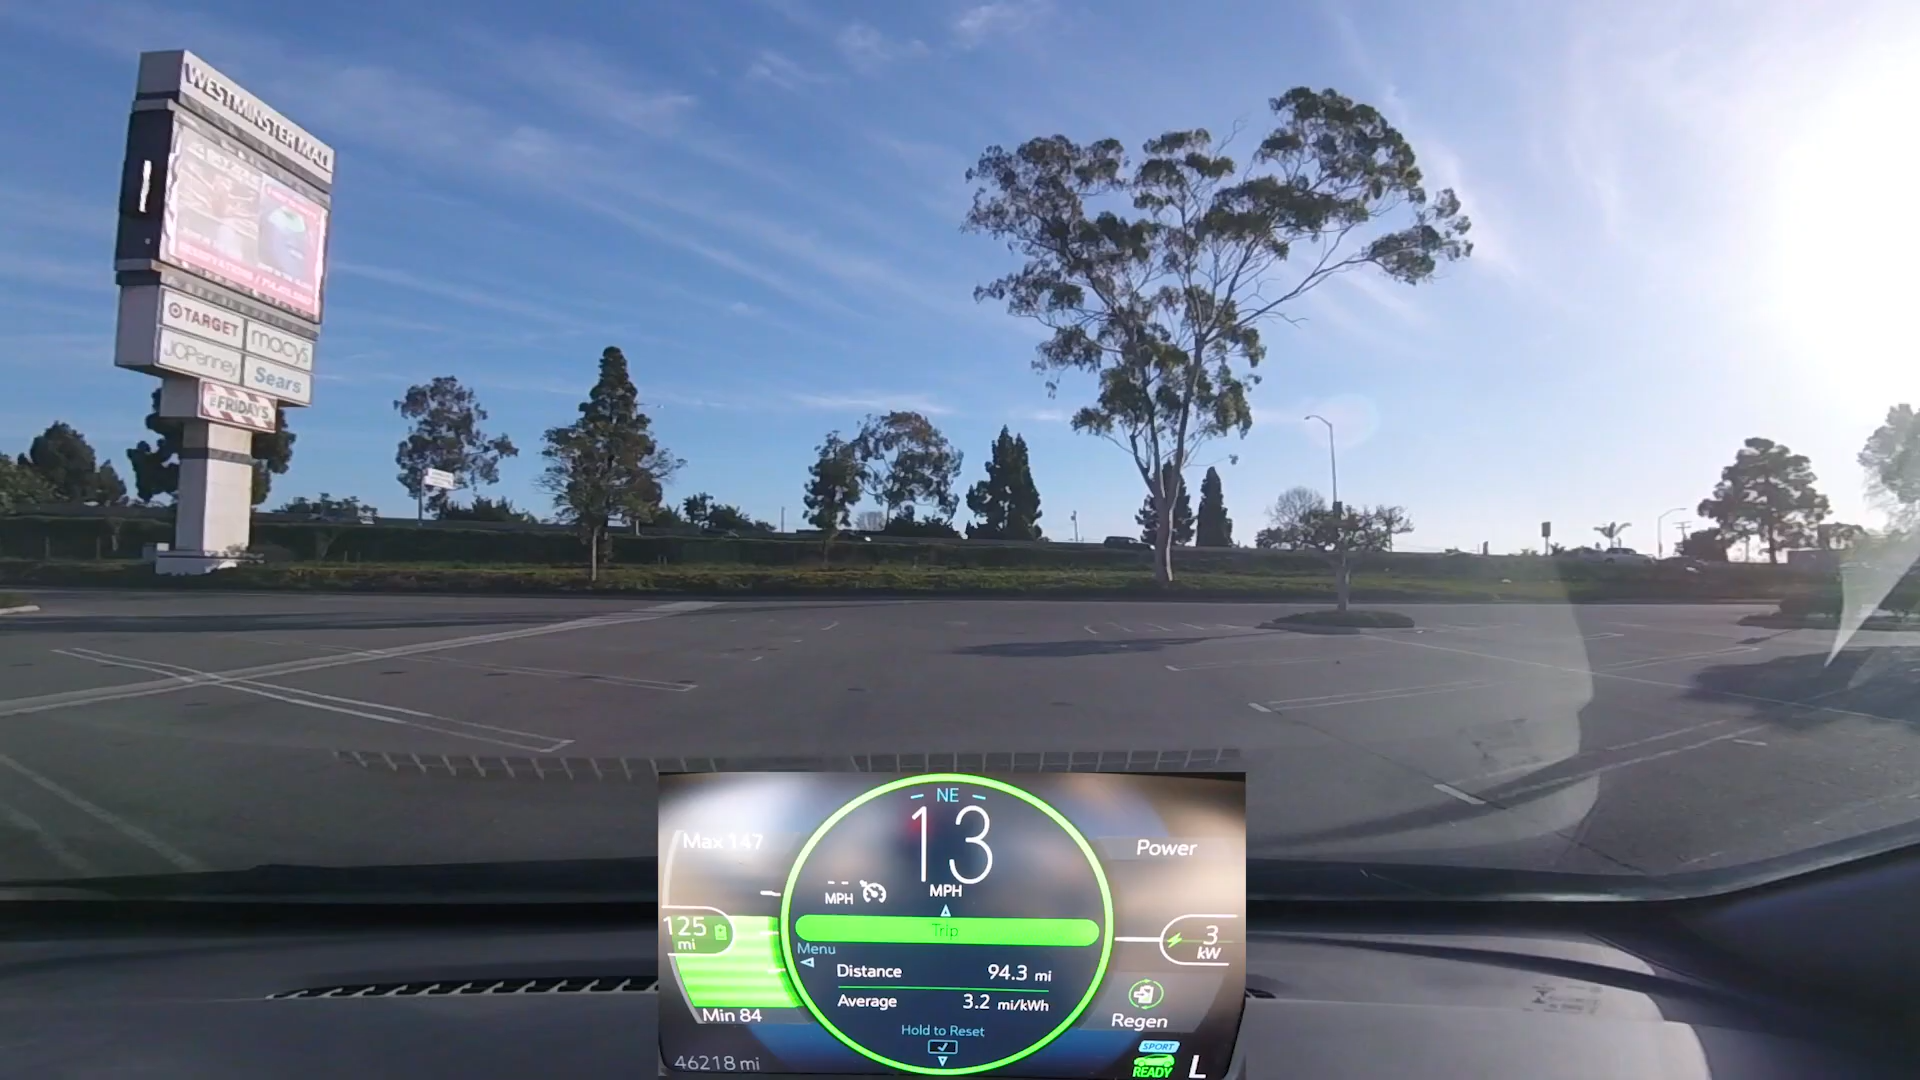 WESTMINSTER MALL
TARGET
macy's
JCPenney
Sears
FRIDAYS
NE
13
MPH
Max 147
Power
-- MPH
125
mi
Trip
3
kW
Menu
Distance 94.3 mi
Average 3.2 mi/kWh
Min 84
Regen
Hold to Reset
SPORT
46218 mi
READY
L